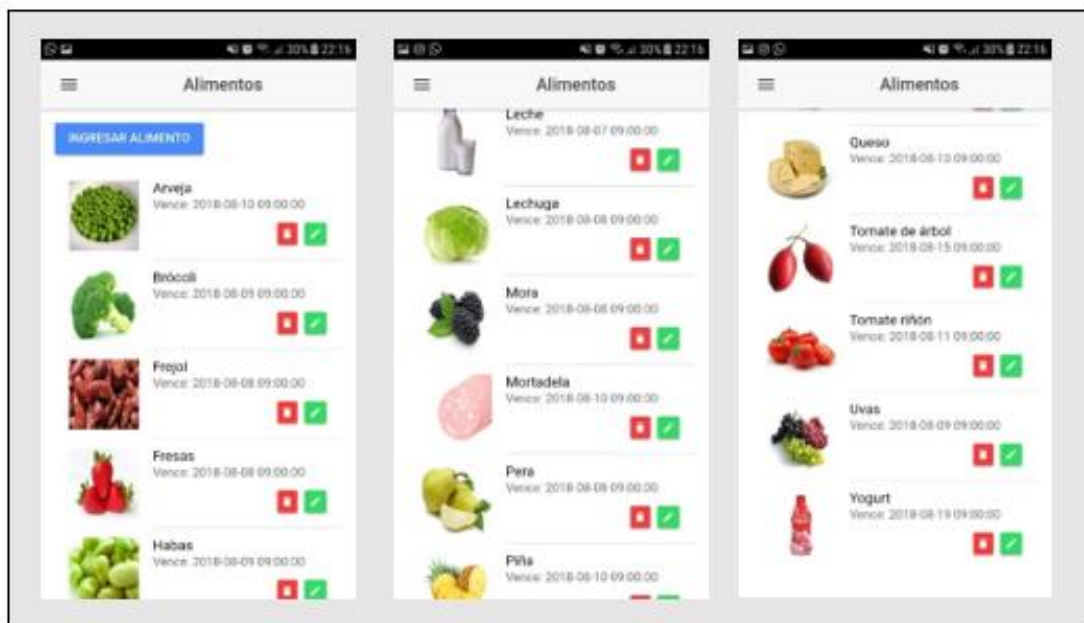 30% 22:16
Alimentos
INGRESAR ALIMENTO
Arveja
Vence: 2018-08-10 09:00:00
Brócoli
Vence: 2018-08-09 09:00:00
Frejol
Vence: 2018-08-08 09:00:00
Fresas
Vence: 2018-08-08 09:00:00
Habas
Vence: 2018-08-09 09:00:00
30% 22:16
Alimentos
Leche
Vence: 2018-08-07 09:00:00
Lechuga
Vence: 2018-08-08 09:00:00
Mora
Vence: 2018-08-08 09:00:00
Mortadela
Vence: 2018-08-10 09:00:00
Pera
Vence: 2018-08-08 09:00:00
Piña
Vence: 2018-08-10 09:00:00
30% 22:16
Alimentos
Queso
Vence: 2018-08-13 09:00:00
Tomate de árbol
Vence: 2018-08-15 09:00:00
Tomate riñón
Vence: 2018-08-11 09:00:00
Uvas
Vence: 2018-08-09 09:00:00
Yogurt
Vence: 2018-08-19 09:00:00